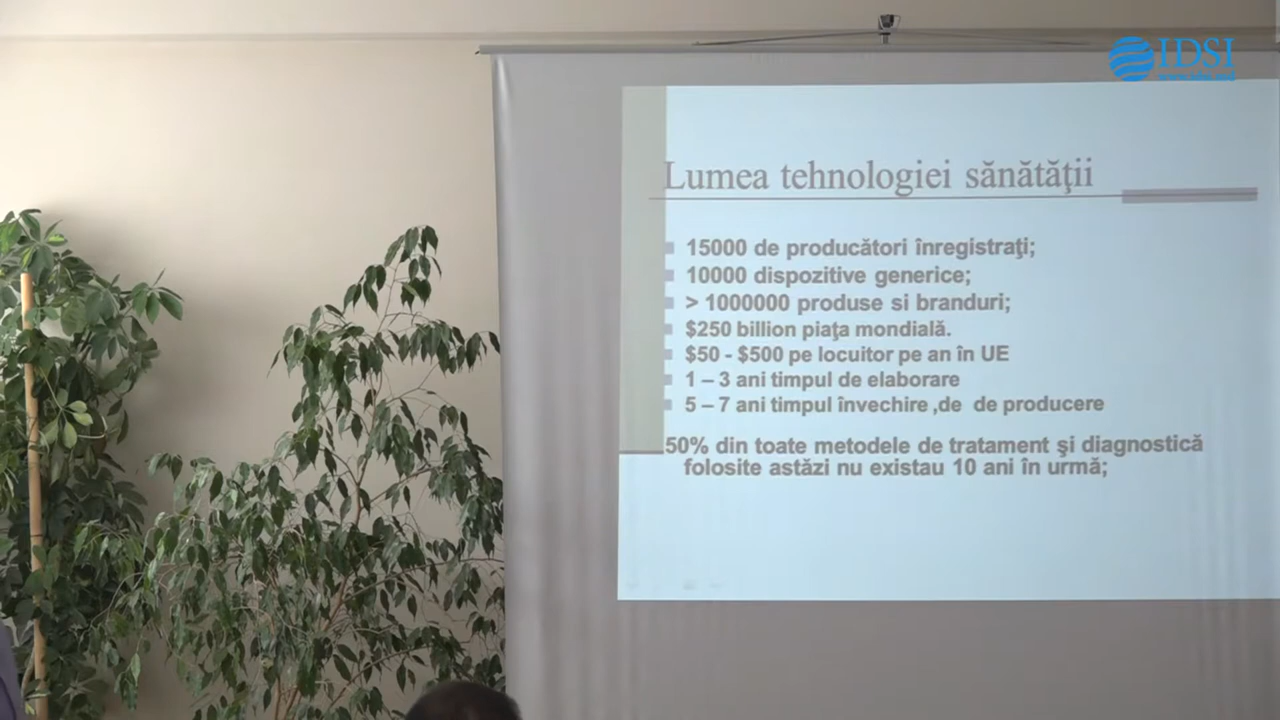 IDSI
Lumea tehnologiei sănătăţii
15000 de producători înregistraţi;
10000 dispozitive generice;
> 1000000 produse si branduri;
$250 billion piaţa mondială.
$50 - $500 pe locuitor pe an în UE
1 – 3 ani timpul de elaborare
5 – 7 ani timpul învechire ,de de producere
50% din toate metodele de tratament şi diagnostică
folosite astăzi nu existau 10 ani în urmă;